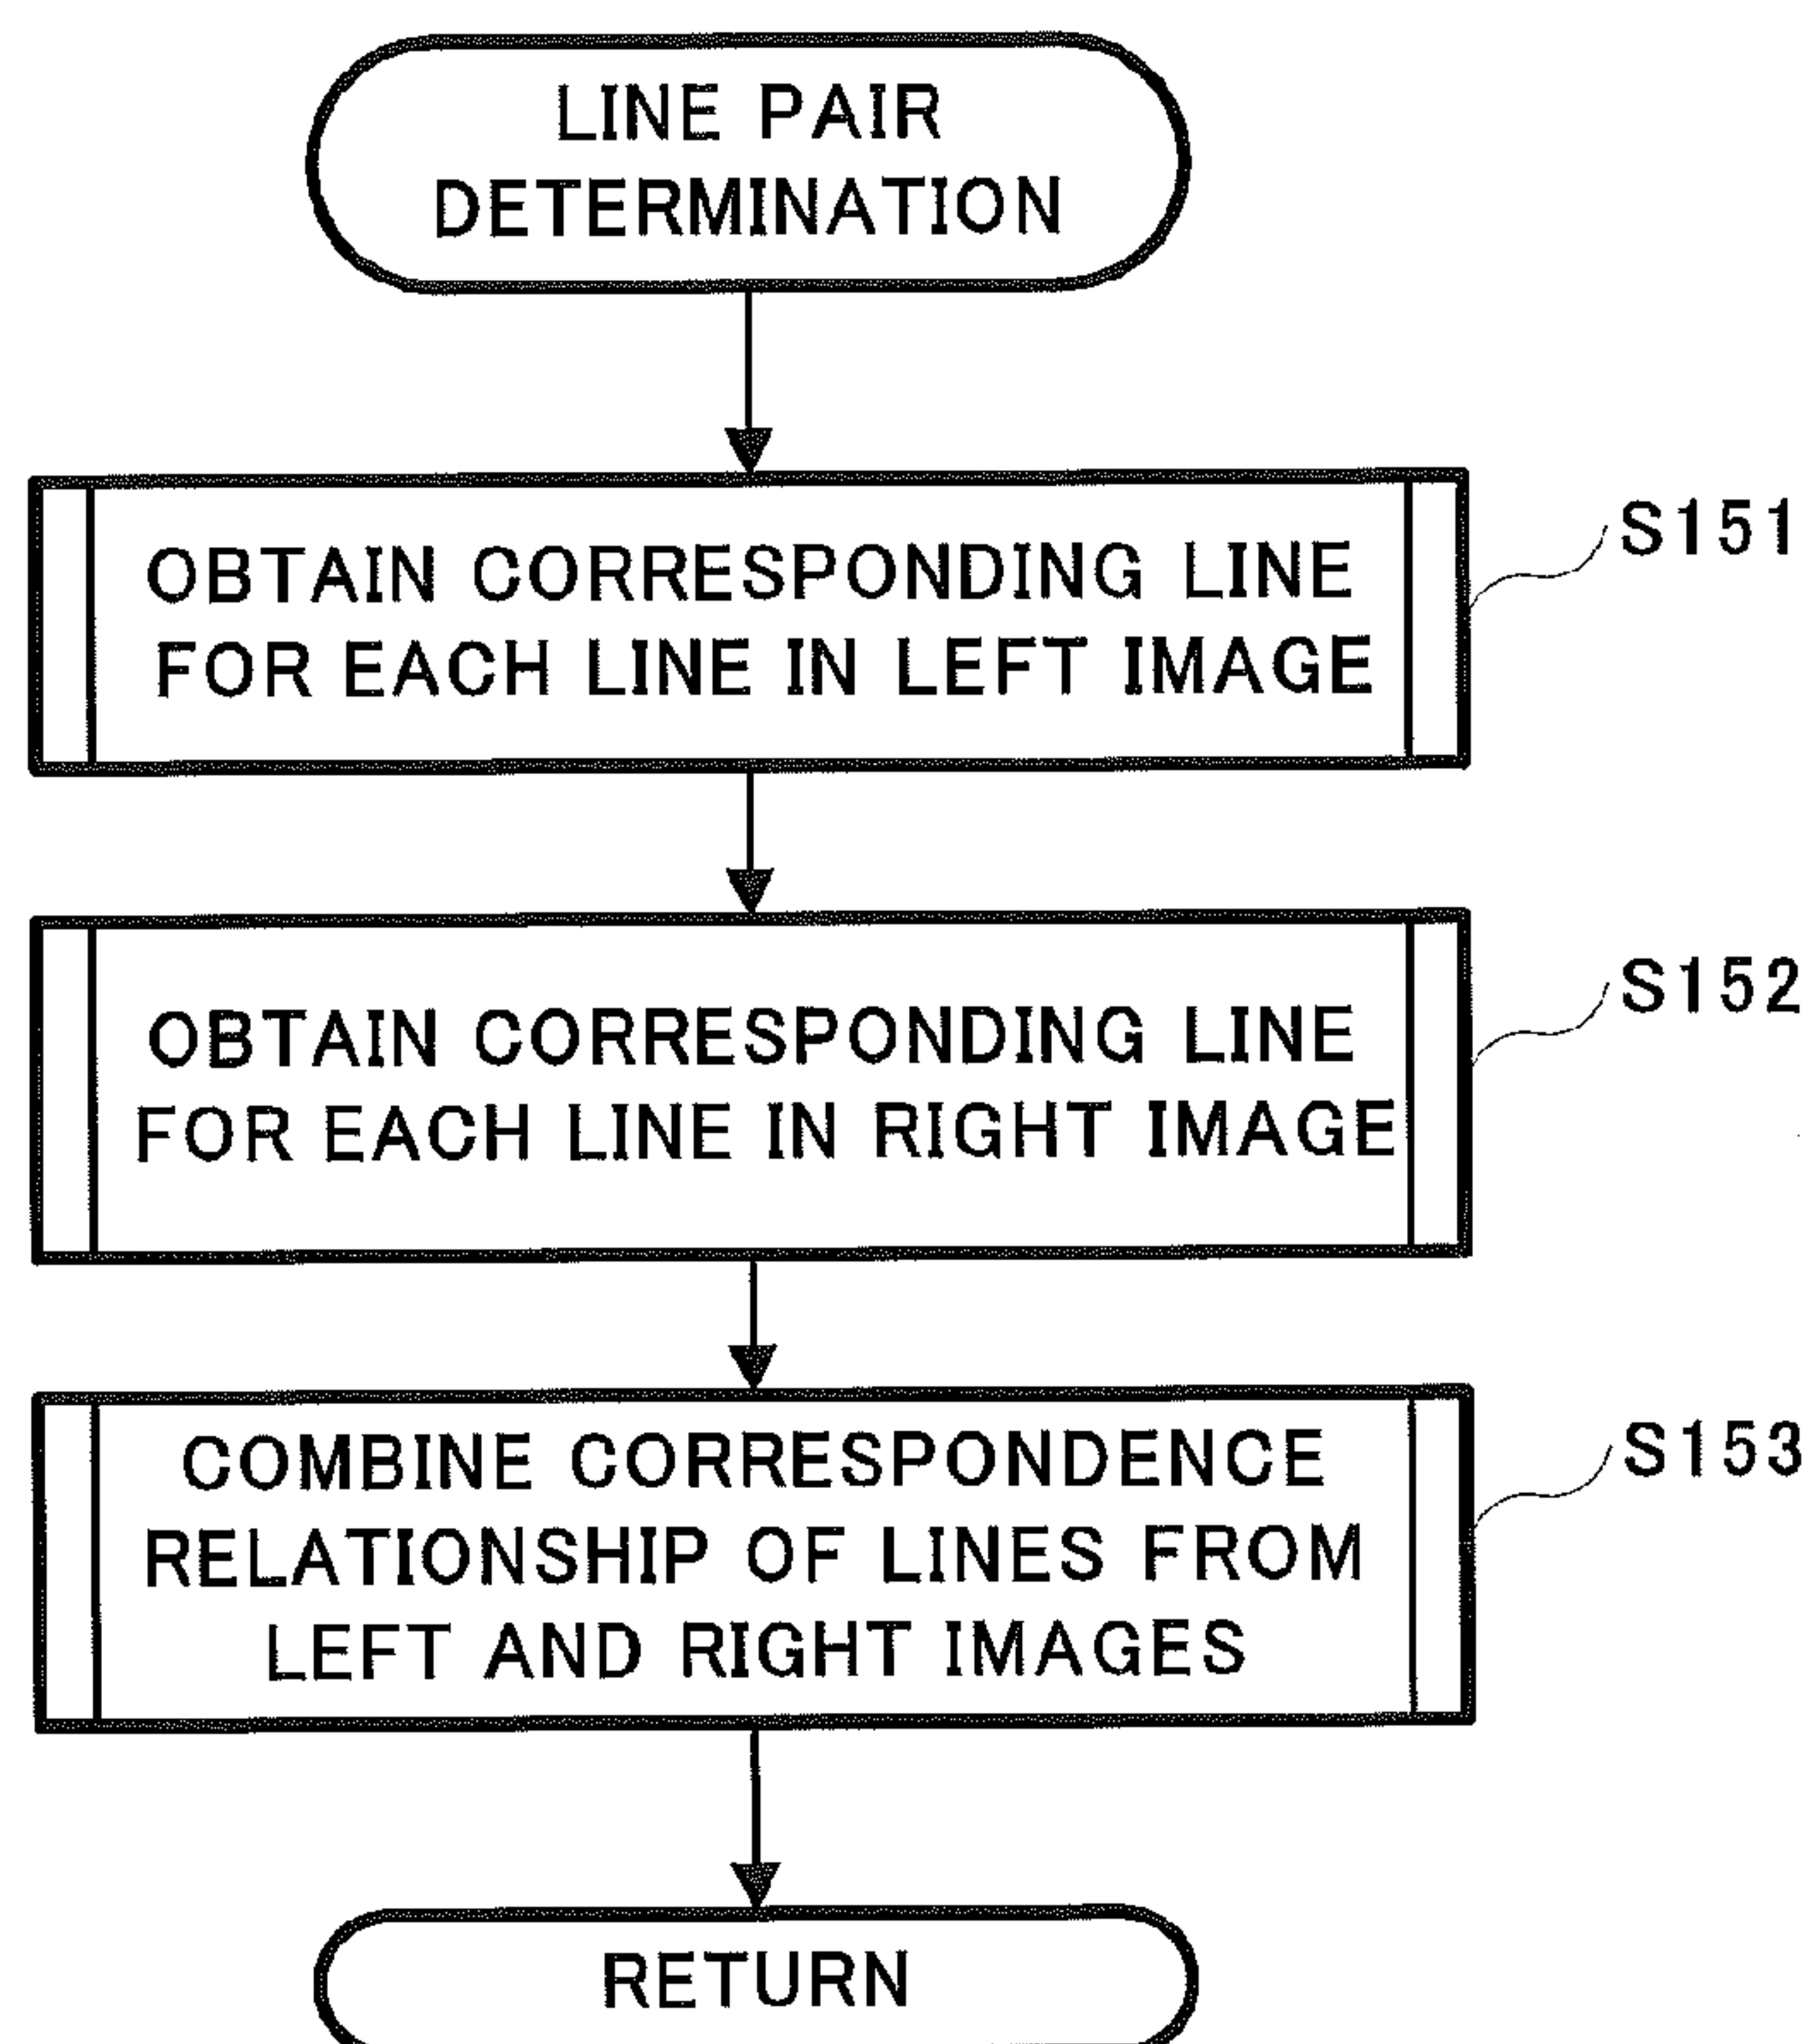 LINE PAIR
DETERMINATION
OBTAIN CORRESPONDING LINE
FOR EACH LINE IN LEFT IMAGE
S151
OBTAIN CORRESPONDING LINE
FOR EACH LINE IN RIGHT IMAGE
S152
COMBINE CORRESPONDENCE
RELATIONSHIP OF LINES FROM
LEFT AND RIGHT IMAGES
S153
RETURN